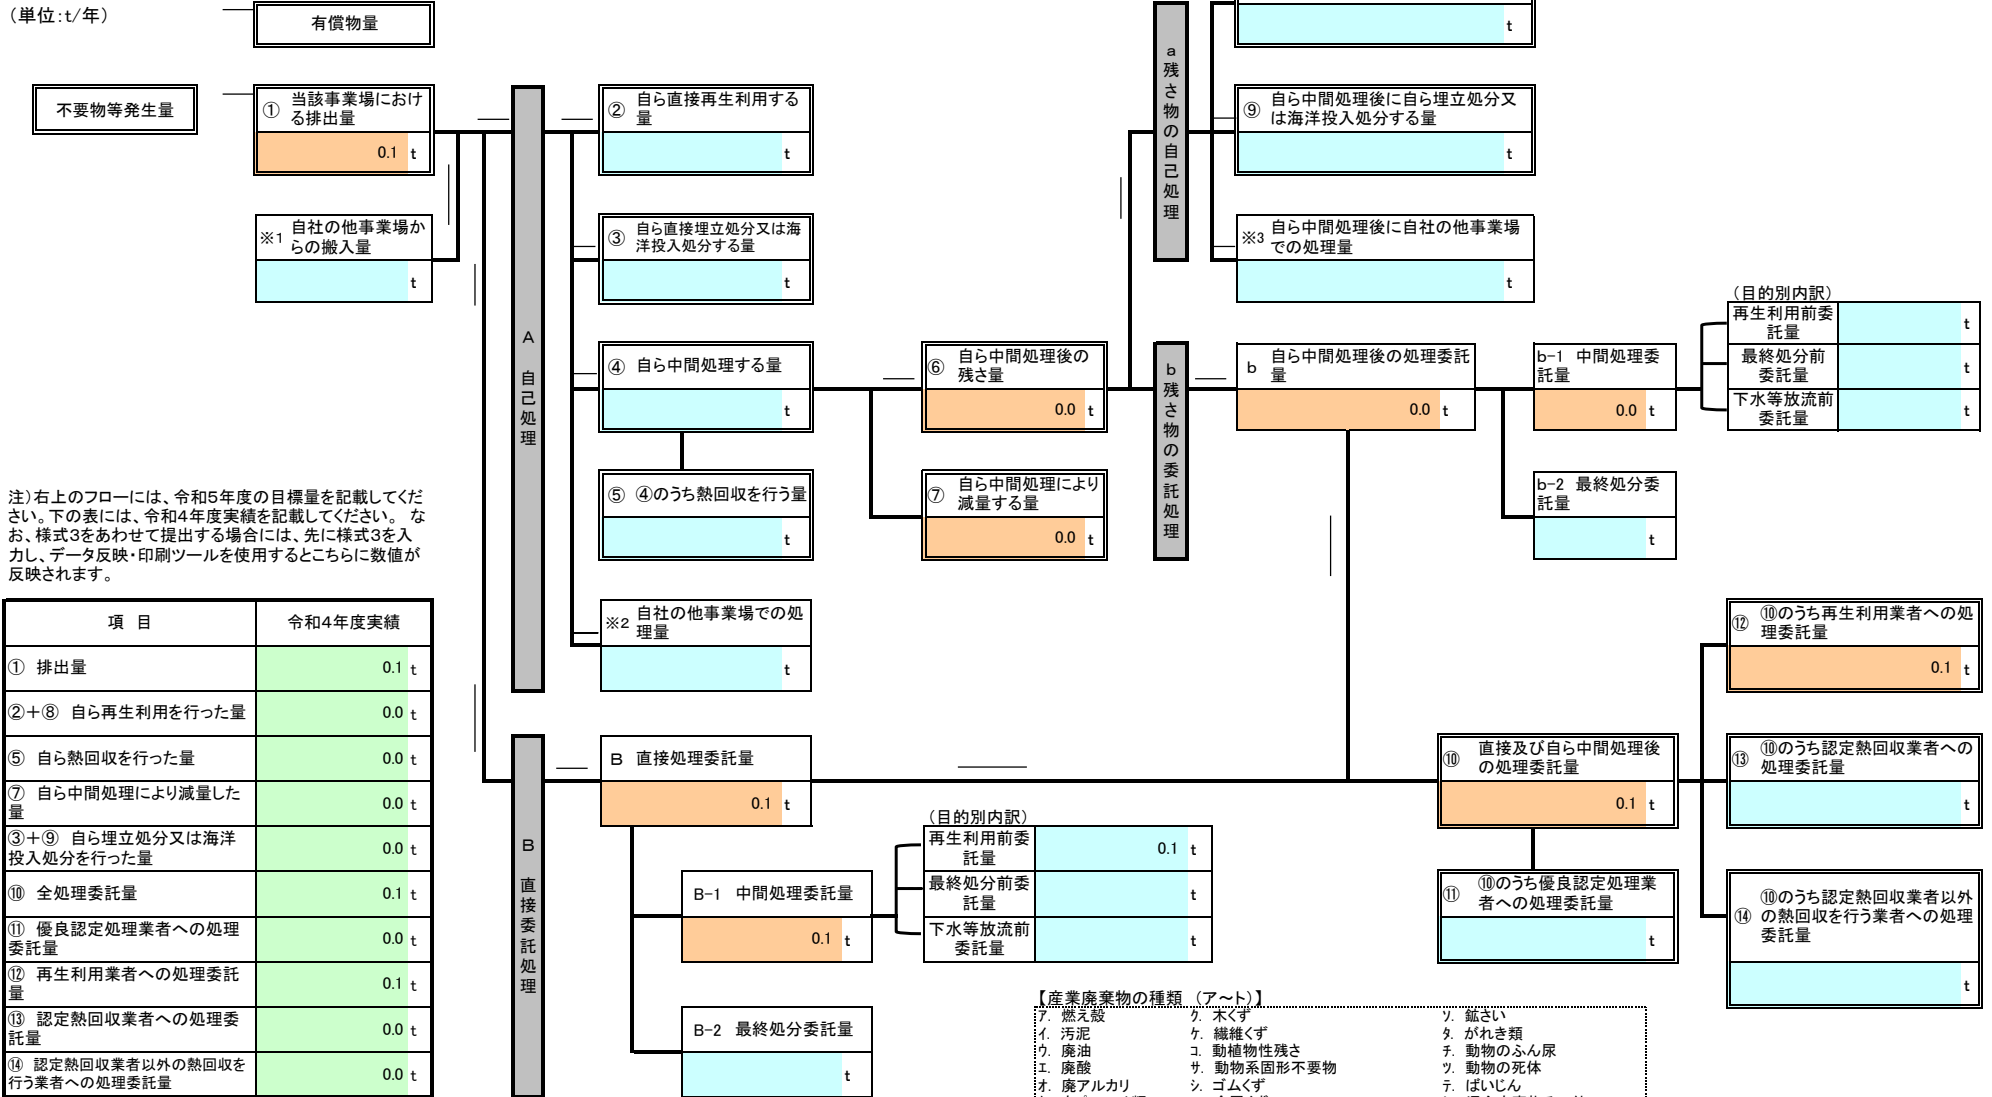 （単位:t/年）
有償物量
t
不要物等発生量
① 当該事業場におけ
る排出量
0.1 t
※1 自社の他事業場か
らの搬入量
t
A 自己処理
② 自ら直接再生利用する
量
t
③ 自ら直接埋立処分又は海
洋投入処分する量
t
④ 自ら中間処理する量
t
⑤ ④のうち熱回収を行う量
t
※2 自社の他事業場での処
理量
t
⑥ 自ら中間処理後の
残さ量
0.0 t
⑦ 自ら中間処理により
減量する量
0.0 t
a 残さ物の自己処理
⑨ 自ら中間処理後に自ら埋立処分又
は海洋投入処分する量
t
※3 自ら中間処理後に自社の他事業場
での処理量
t
b 残さ物の委託処理
b 自ら中間処理後の処理委託
量
0.0 t
b-1 中間処理委
託量
0.0 t
（目的別内訳）
再生利用前委
託量
t
最終処分前
委託量
t
下水等放流前
委託量
t
b-2 最終処分委
託量
t
注）右上のフローには、令和5年度の目標量を記載してくだ
さい。下の表には、令和4年度実績を記載してください。 な
お、様式3をあわせて提出する場合には、先に様式3を入
力し、データ反映・印刷ツールを使用するとこちらに数値が
反映されます。
項 目 令和4年度実績
① 排出量 0.1 t
②＋⑧ 自ら再生利用を行った量 0.0 t
⑤ 自ら熱回収を行った量 0.0 t
⑦ 自ら中間処理により減量した
量 0.0 t
③＋⑨ 自ら埋立処分又は海洋
投入処分を行った量 0.0 t
⑩ 全処理委託量 0.1 t
⑪ 優良認定処理業者への処理
委託量 0.0 t
⑫ 再生利用業者への処理委託
量 0.1 t
⑬ 認定熱回収業者への処理委
託量 0.0 t
⑭ 認定熱回収業者以外の熱回収を
行う業者への処理委託量 0.0 t
B 直接委託処理
B 直接処理委託量
0.1 t
B-1 中間処理委託量
0.1 t
B-2 最終処分委託量
t
（目的別内訳）
再生利用前委
託量
0.1 t
最終処分前委
託量
t
下水等放流前
委託量
t
⑩ 直接及び自ら中間処理後
の処理委託量
0.1 t
⑪ ⑩のうち優良認定処理業
者への処理委託量
t
⑫ ⑩のうち再生利用業者への処
理委託量
0.1 t
⑬ ⑩のうち認定熱回収業者への
処理委託量
t
⑭ ⑩のうち認定熱回収業者以外
の熱回収を行う業者への処理
委託量
t
【産業廃棄物の種類 （ア～ト）】
ア. 燃え殻 ク. 木くず ソ. 鉱さい
イ. 汚泥 ケ. 繊維くず タ. がれき類
ウ. 廃油 コ. 動植物性残さ チ. 動物のふん尿
エ. 廃酸 サ. 動物系固形不要物 ツ. 動物の死体
オ. 廃アルカリ シ. ゴムくず テ. ばいじん